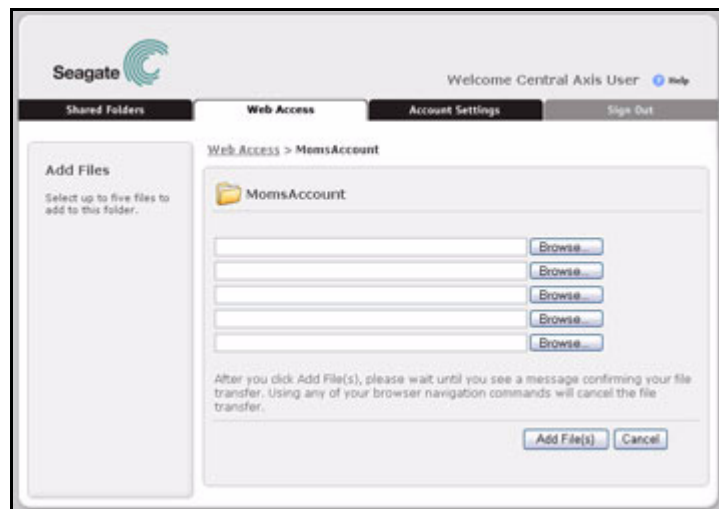 Seagate
Welcome Central Axis User ? Help
Shared Folders Web Access Account Settings Sign Out
Web Access > MomsAccount
Add Files
Select up to five files to
add to this folder.
MomsAccount
Browse...
Browse...
Browse...
Browse...
Browse...
After you click Add File(s), please wait until you see a message confirming your file
transfer. Using any of your browser navigation commands will cancel the file
transfer.
Add File(s) Cancel